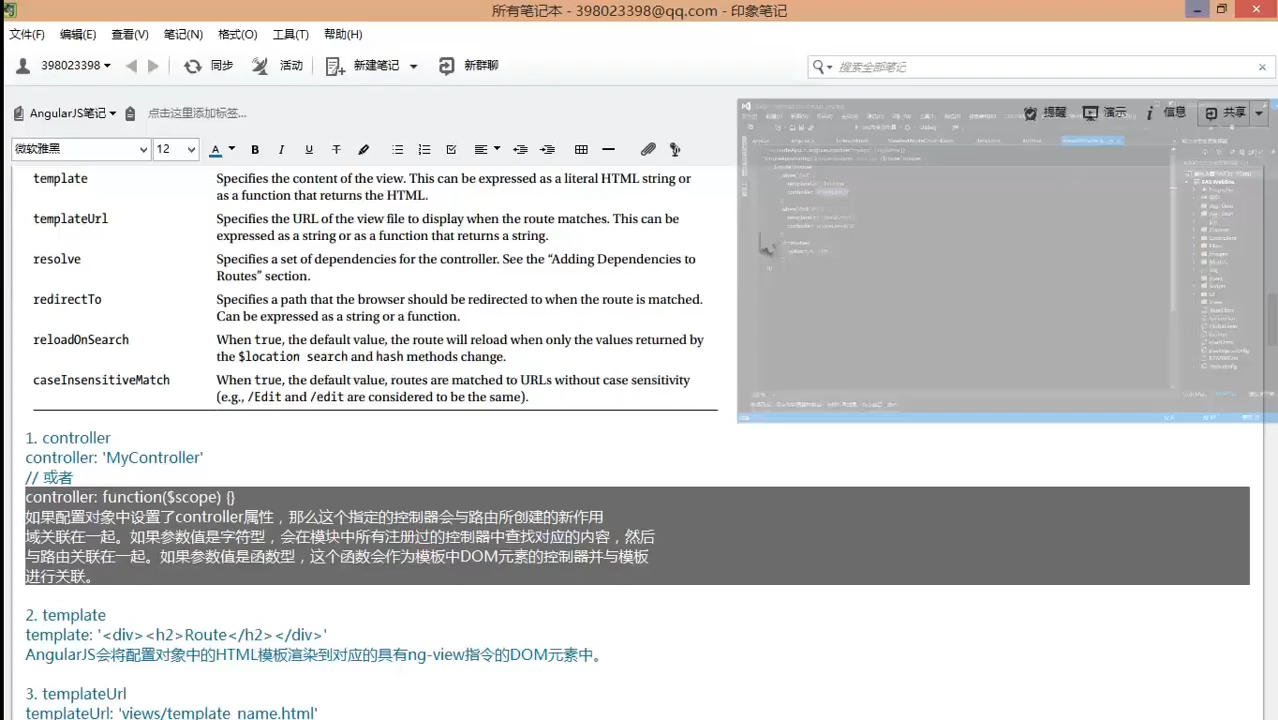 所有笔记本 - 398023398@qq.com - 印象笔记
文件(F) 编辑(E) 查看(V) 笔记(N) 格式(O) 工具(T) 帮助(H)
398023398 同步 活动 新建笔记 新群聊 搜索全部笔记
AngularJS笔记 点击这里添加标签... 提醒 演示 信息 共享
微软雅黑 12
template Specifies the content of the view. This can be expressed as a literal HTML string or
as a function that returns the HTML.
templateUrl Specifies the URL of the view file to display when the route matches. This can be
expressed as a string or as a function that returns a string.
resolve Specifies a set of dependencies for the controller. See the “Adding Dependencies to
Routes” section.
redirectTo Specifies a path that the browser should be redirected to when the route is matched.
Can be expressed as a string or a function.
reloadOnSearch When true, the default value, the route will reload when only the values returned by
the $location search and hash methods change.
caseInsensitiveMatch When true, the default value, routes are matched to URLs without case sensitivity
(e.g., /Edit and /edit are considered to be the same).
1. controller
controller: 'MyController'
// 或者
controller: function($scope) {}
如果配置对象中设置了controller属性，那么这个指定的控制器会与路由所创建的新作用
域关联在一起。如果参数值是字符型，会在模块中所有注册过的控制器中查找对应的内容，然后
与路由关联在一起。如果参数值是函数型，这个函数会作为模板中DOM元素的控制器并与模板
进行关联。
2. template
template: '<div><h2>Route</h2></div>'
AngularJS会将配置对象中的HTML模板渲染到对应的具有ng-view指令的DOM元素中。
3. templateUrl
templateUrl: 'views/template_name.html'